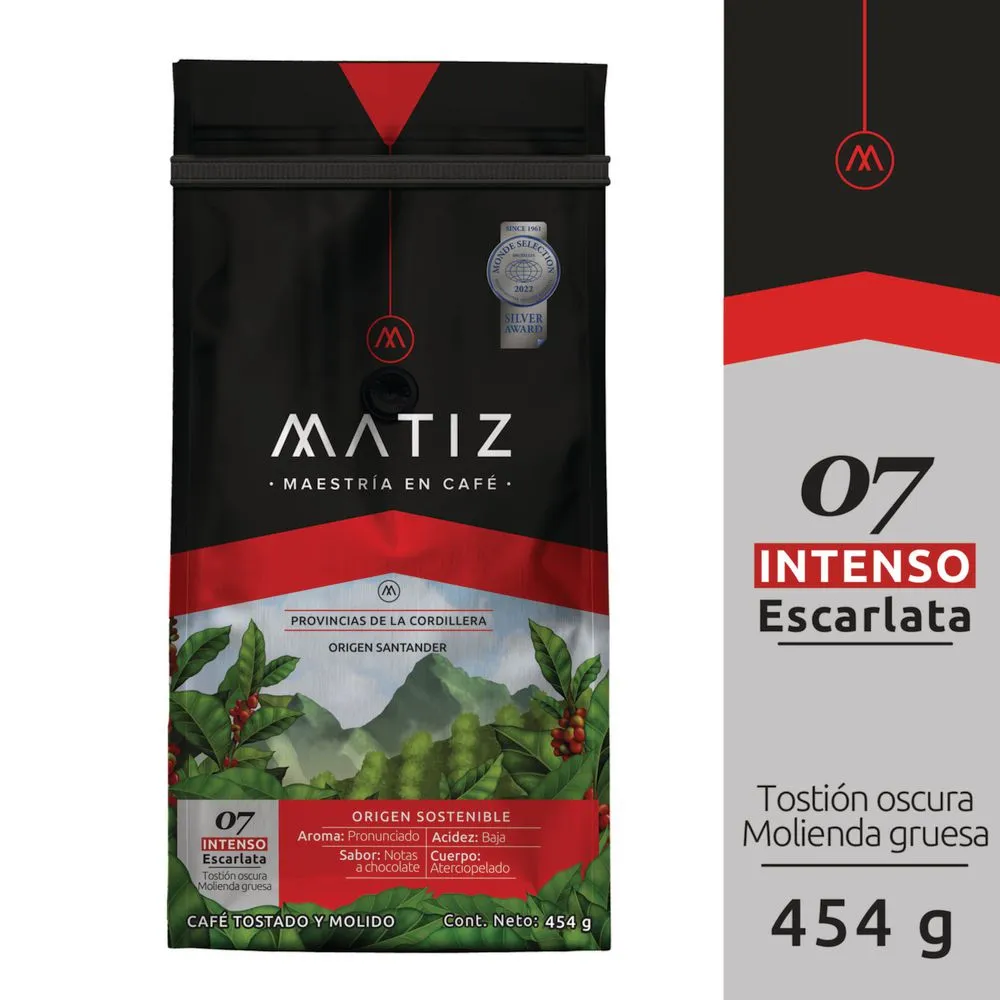 SINCE 1961
MONDE SELECTION
BRUXELLES
2022
SILVER
AWARD
MATIZ
· MAESTRÍA EN CAFÉ ·
PROVINCIAS DE LA CORDILLERA
ORIGEN SANTANDER
07
INTENSO
Escarlata
Tostión oscura
Molienda gruesa
ORIGEN SOSTENIBLE
Aroma: Pronunciado
Acidez: Baja
Sabor: Notas
a chocolate
Cuerpo:
Aterciopelado
CAFÉ TOSTADO Y MOLIDO
Cont. Neto: 454 g
07
INTENSO
Escarlata
Tostión oscura
Molienda gruesa
454 g